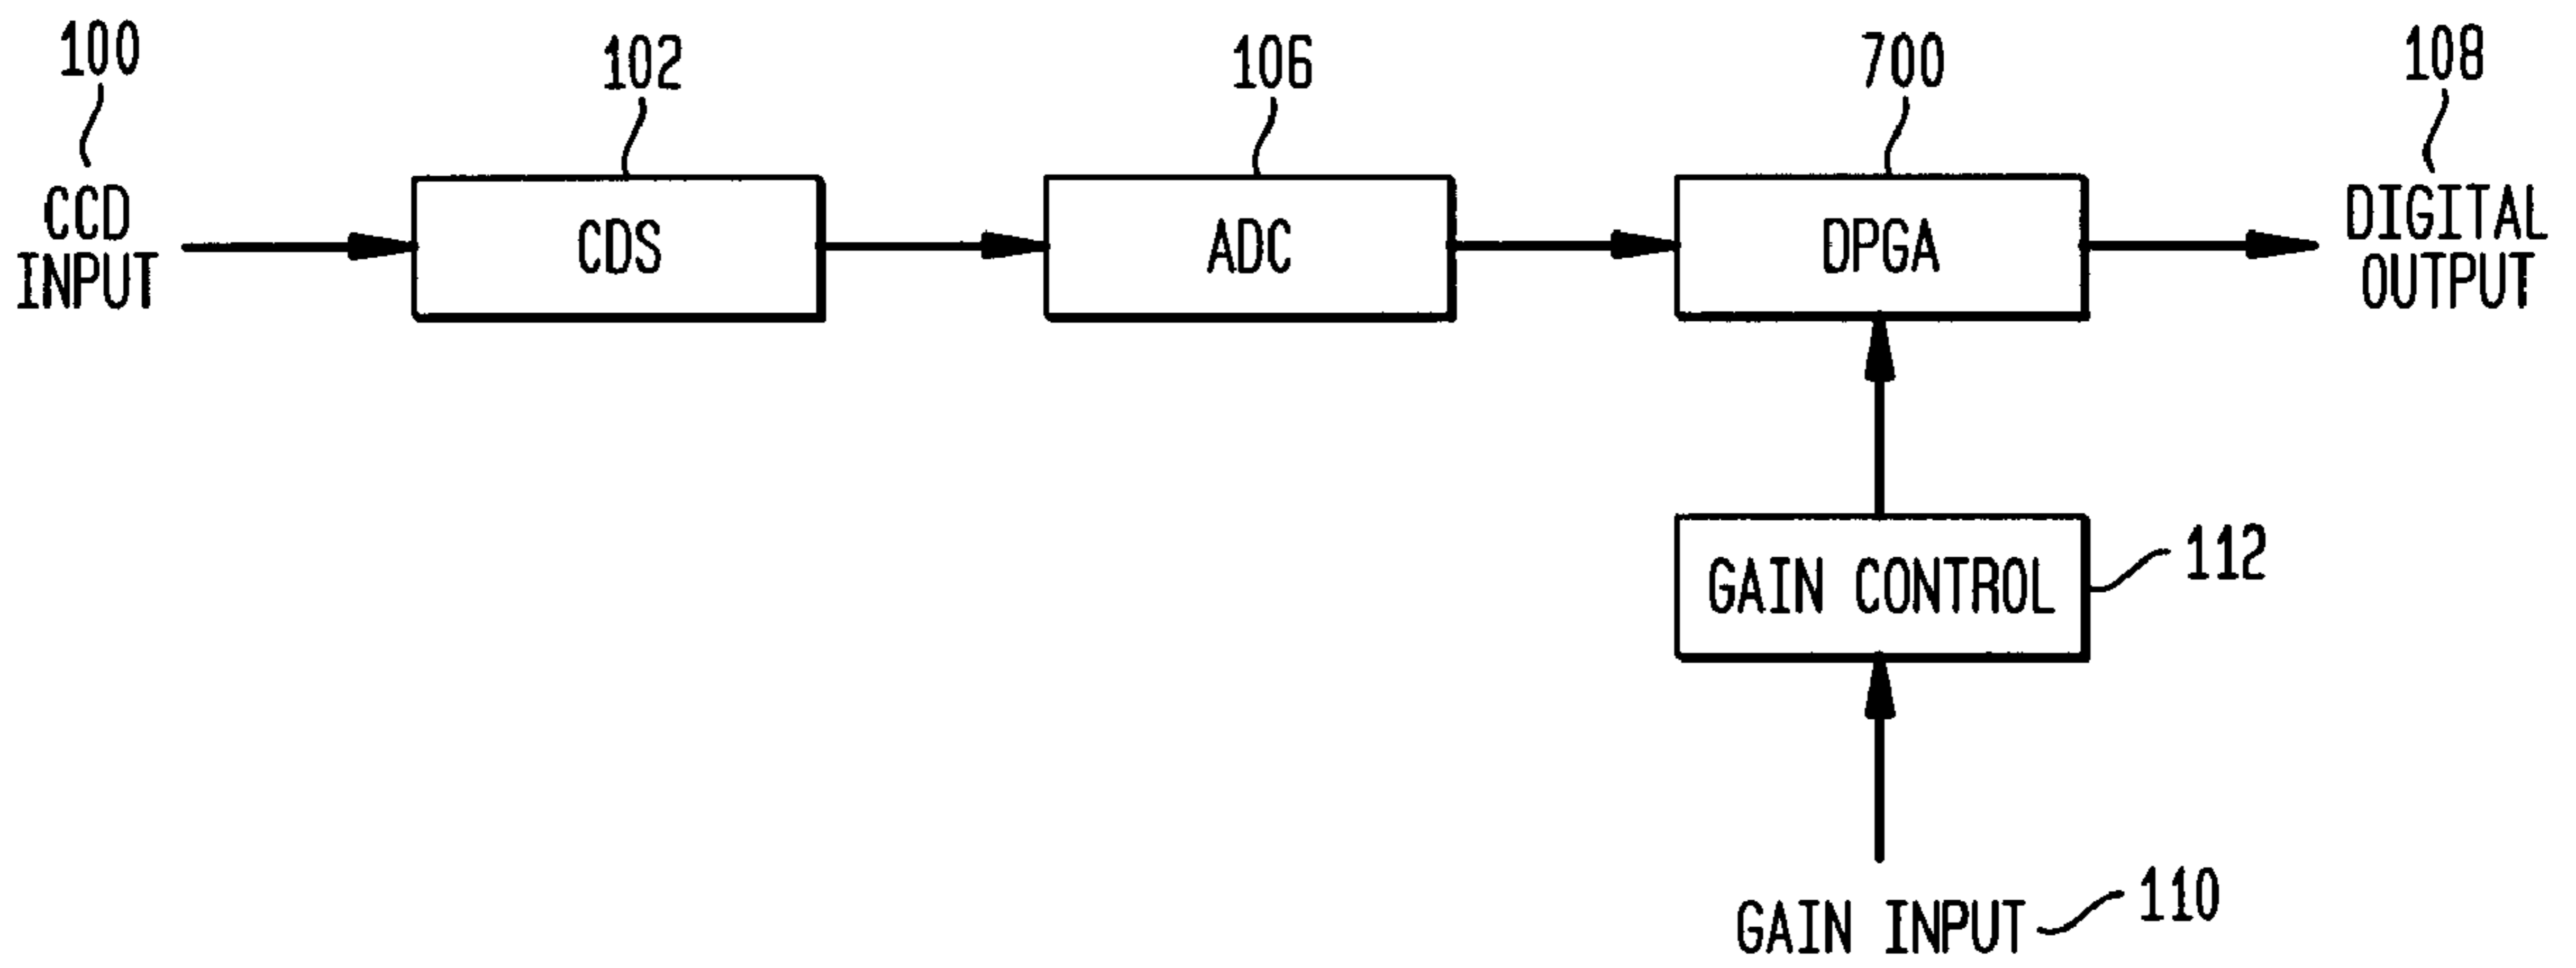 100
102
106
700
108
CCD
INPUT
CDS
ADC
DPGA
DIGITAL
OUTPUT
GAIN CONTROL
112
GAIN INPUT
110